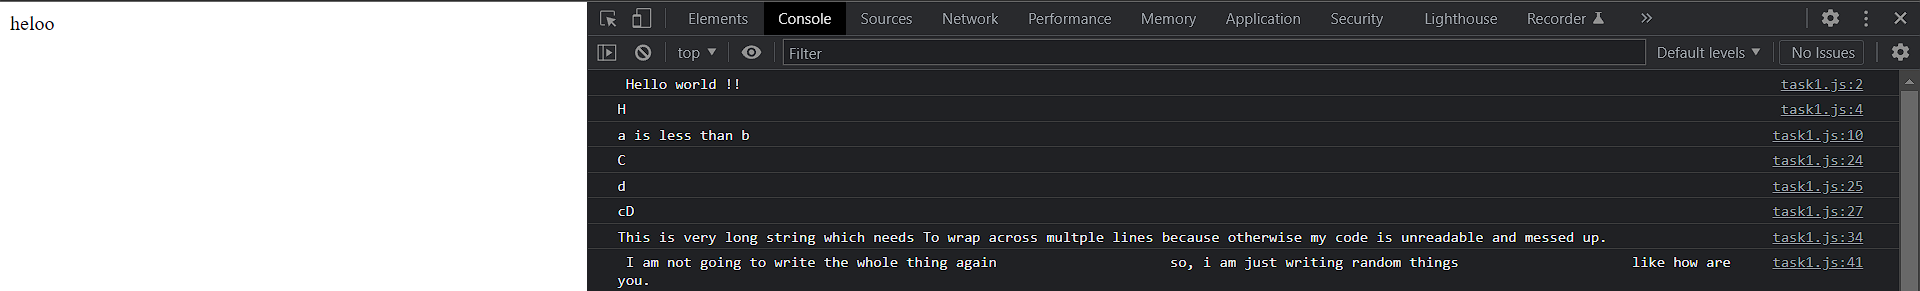 heloo
Elements Console Sources Network Performance Memory Application Security Lighthouse Recorder
top Filter Default levels No Issues
Hello world !! task1.js:2
H task1.js:4
a is less than b task1.js:10
C task1.js:24
d task1.js:25
cD task1.js:27
This is very long string which needs To wrap across multple lines because otherwise my code is unreadable and messed up. task1.js:34
I am not going to write the whole thing again so, i am just writing random things like how are task1.js:41
you.